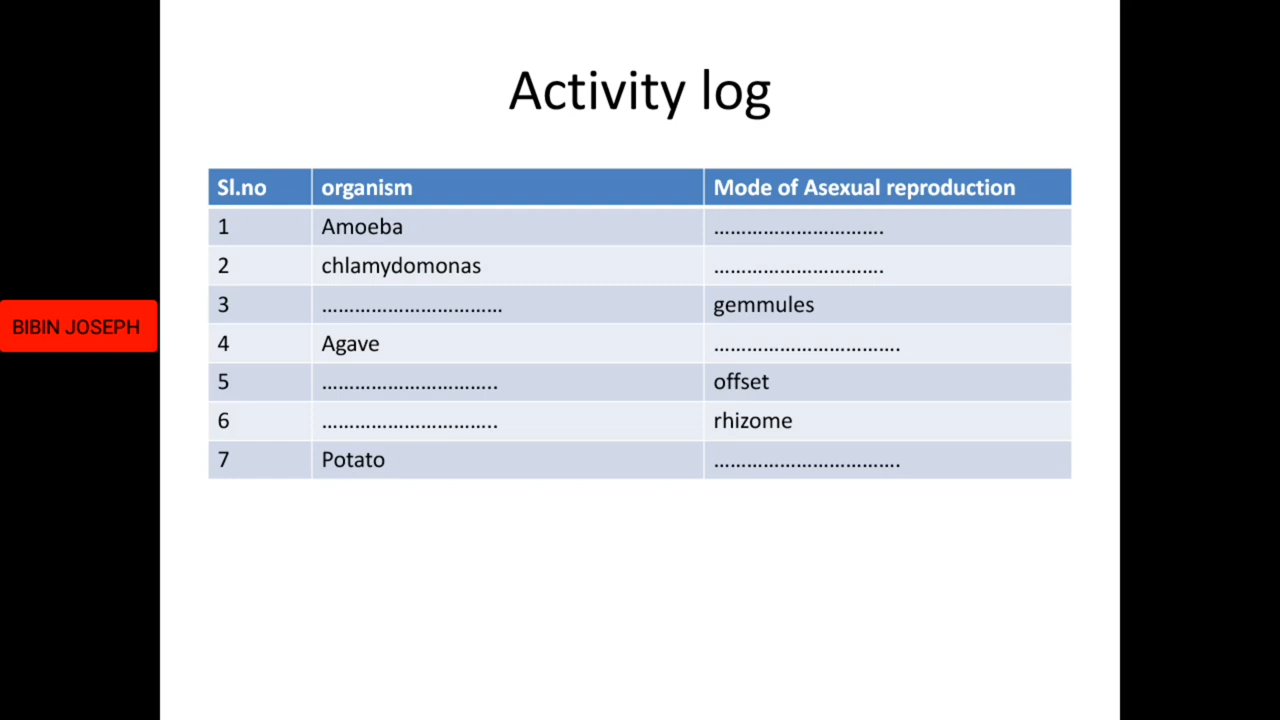 Activity log
Sl.no organism Mode of Asexual reproduction
1 Amoeba ………………………….
2 chlamydomonas ………………………….
3 …………………………… gemmules
4 Agave …………………………….
5 ………………………….. offset
6 ………………………….. rhizome
7 Potato …………………………….
BIBIN JOSEPH